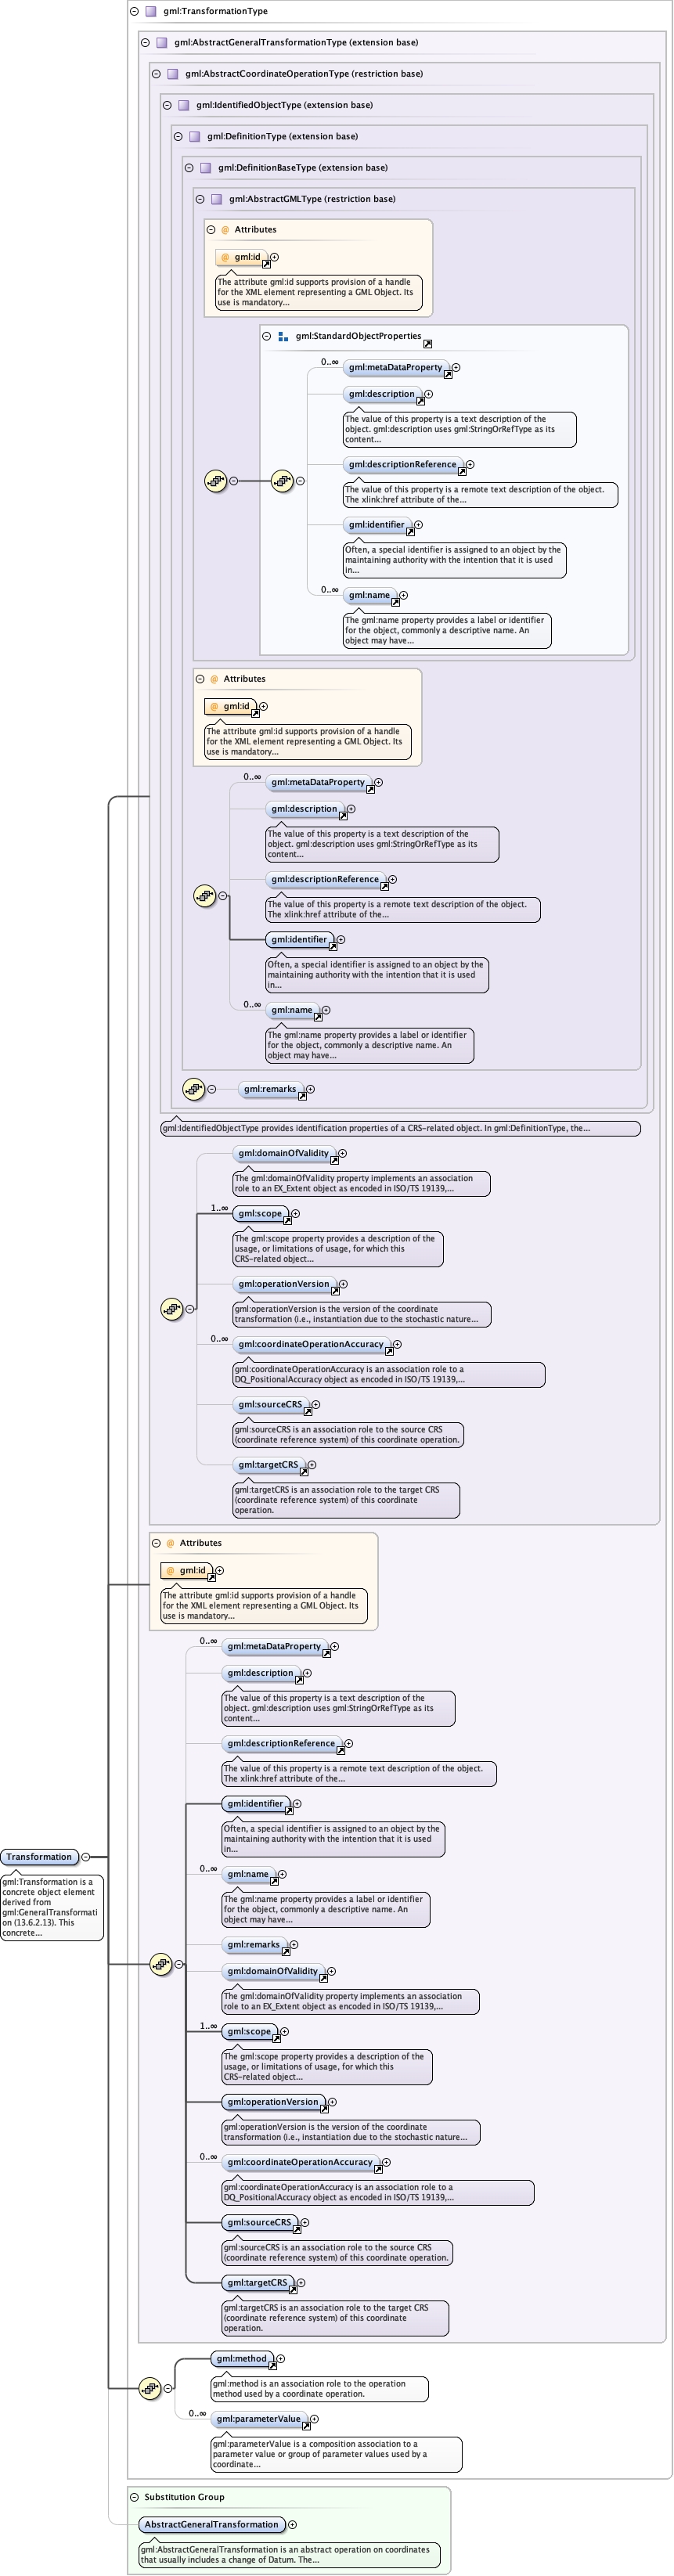 gml:TransformationType
gml:AbstractGeneralTransformationType (extension base)
gml:AbstractCoordinateOperationType (restriction base)
gml:IdentifiedObjectType (extension base)
gml:DefinitionType (extension base)
gml:DefinitionBaseType (extension base)
gml:AbstractGMLType (restriction base)
@ Attributes
@ gml:id
The attribute gml:id supports provision of a handle
for the XML element representing a GML Object. Its
use is mandatory...
gml:StandardObjectProperties
0..∞
gml:metaDataProperty
gml:description
The value of this property is a text description of the
object. gml:description uses gml:StringOrRefType as its
content...
gml:descriptionReference
The value of this property is a remote text description of the object.
The xlink:href attribute of the...
gml:identifier
Often, a special identifier is assigned to an object by the
maintaining authority with the intention that it is used
in...
0..∞
gml:name
The gml:name property provides a label or identifier
for the object, commonly a descriptive name. An
object may have...
@ Attributes
@ gml:id
The attribute gml:id supports provision of a handle
for the XML element representing a GML Object. Its
use is mandatory...
0..∞
gml:metaDataProperty
gml:description
The value of this property is a text description of the
object. gml:description uses gml:StringOrRefType as its
content...
gml:descriptionReference
The value of this property is a remote text description of the object.
The xlink:href attribute of the...
gml:identifier
Often, a special identifier is assigned to an object by the
maintaining authority with the intention that it is used
in...
0..∞
gml:name
The gml:name property provides a label or identifier
for the object, commonly a descriptive name. An
object may have...
gml:remarks
gml:IdentifiedObjectType provides identification properties of a CRS-related object. In gml:DefinitionType, the...
gml:domainOfValidity
The gml:domainOfValidity property implements an association
role to an EX_Extent object as encoded in ISO/TS 19139,...
1..∞
gml:scope
The gml:scope property provides a description of the
usage, or limitations of usage, for which this
CRS-related object...
gml:operationVersion
gml:operationVersion is the version of the coordinate
transformation (i.e., instantiation due to the stochastic nature...
0..∞
gml:coordinateOperationAccuracy
gml:coordinateOperationAccuracy is an association role to a
DQ_PositionalAccuracy object as encoded in ISO/TS 19139,...
gml:sourceCRS
gml:sourceCRS is an association role to the source CRS
(coordinate reference system) of this coordinate operation.
gml:targetCRS
gml:targetCRS is an association role to the target CRS
(coordinate reference system) of this coordinate
operation.
@ Attributes
@ gml:id
The attribute gml:id supports provision of a handle
for the XML element representing a GML Object. Its
use is mandatory...
0..∞
gml:metaDataProperty
gml:description
The value of this property is a text description of the
object. gml:description uses gml:StringOrRefType as its
content...
gml:descriptionReference
The value of this property is a remote text description of the object.
The xlink:href attribute of the...
gml:identifier
Often, a special identifier is assigned to an object by the
maintaining authority with the intention that it is used
in...
Transformation
gml:Transformation is a
concrete object element
derived from
gml:GeneralTransformati
on (13.6.2.13). This
concrete...
0..∞
gml:name
The gml:name property provides a label or identifier
for the object, commonly a descriptive name. An
object may have...
gml:remarks
gml:domainOfValidity
The gml:domainOfValidity property implements an association
role to an EX_Extent object as encoded in ISO/TS 19139,...
1..∞
gml:scope
The gml:scope property provides a description of the
usage, or limitations of usage, for which this
CRS-related object...
gml:operationVersion
gml:operationVersion is the version of the coordinate
transformation (i.e., instantiation due to the stochastic nature...
0..∞
gml:coordinateOperationAccuracy
gml:coordinateOperationAccuracy is an association role to a
DQ_PositionalAccuracy object as encoded in ISO/TS 19139,...
gml:sourceCRS
gml:sourceCRS is an association role to the source CRS
(coordinate reference system) of this coordinate operation.
gml:targetCRS
gml:targetCRS is an association role to the target CRS
(coordinate reference system) of this coordinate
operation.
gml:method
gml:method is an association role to the operation
method used by a coordinate operation.
0..∞
gml:parameterValue
gml:parameterValue is a composition association to a
parameter value or group of parameter values used by a
coordinate...
Substitution Group
AbstractGeneralTransformation
gml:AbstractGeneralTransformation is an abstract operation on coordinates
that usually includes a change of Datum. The...